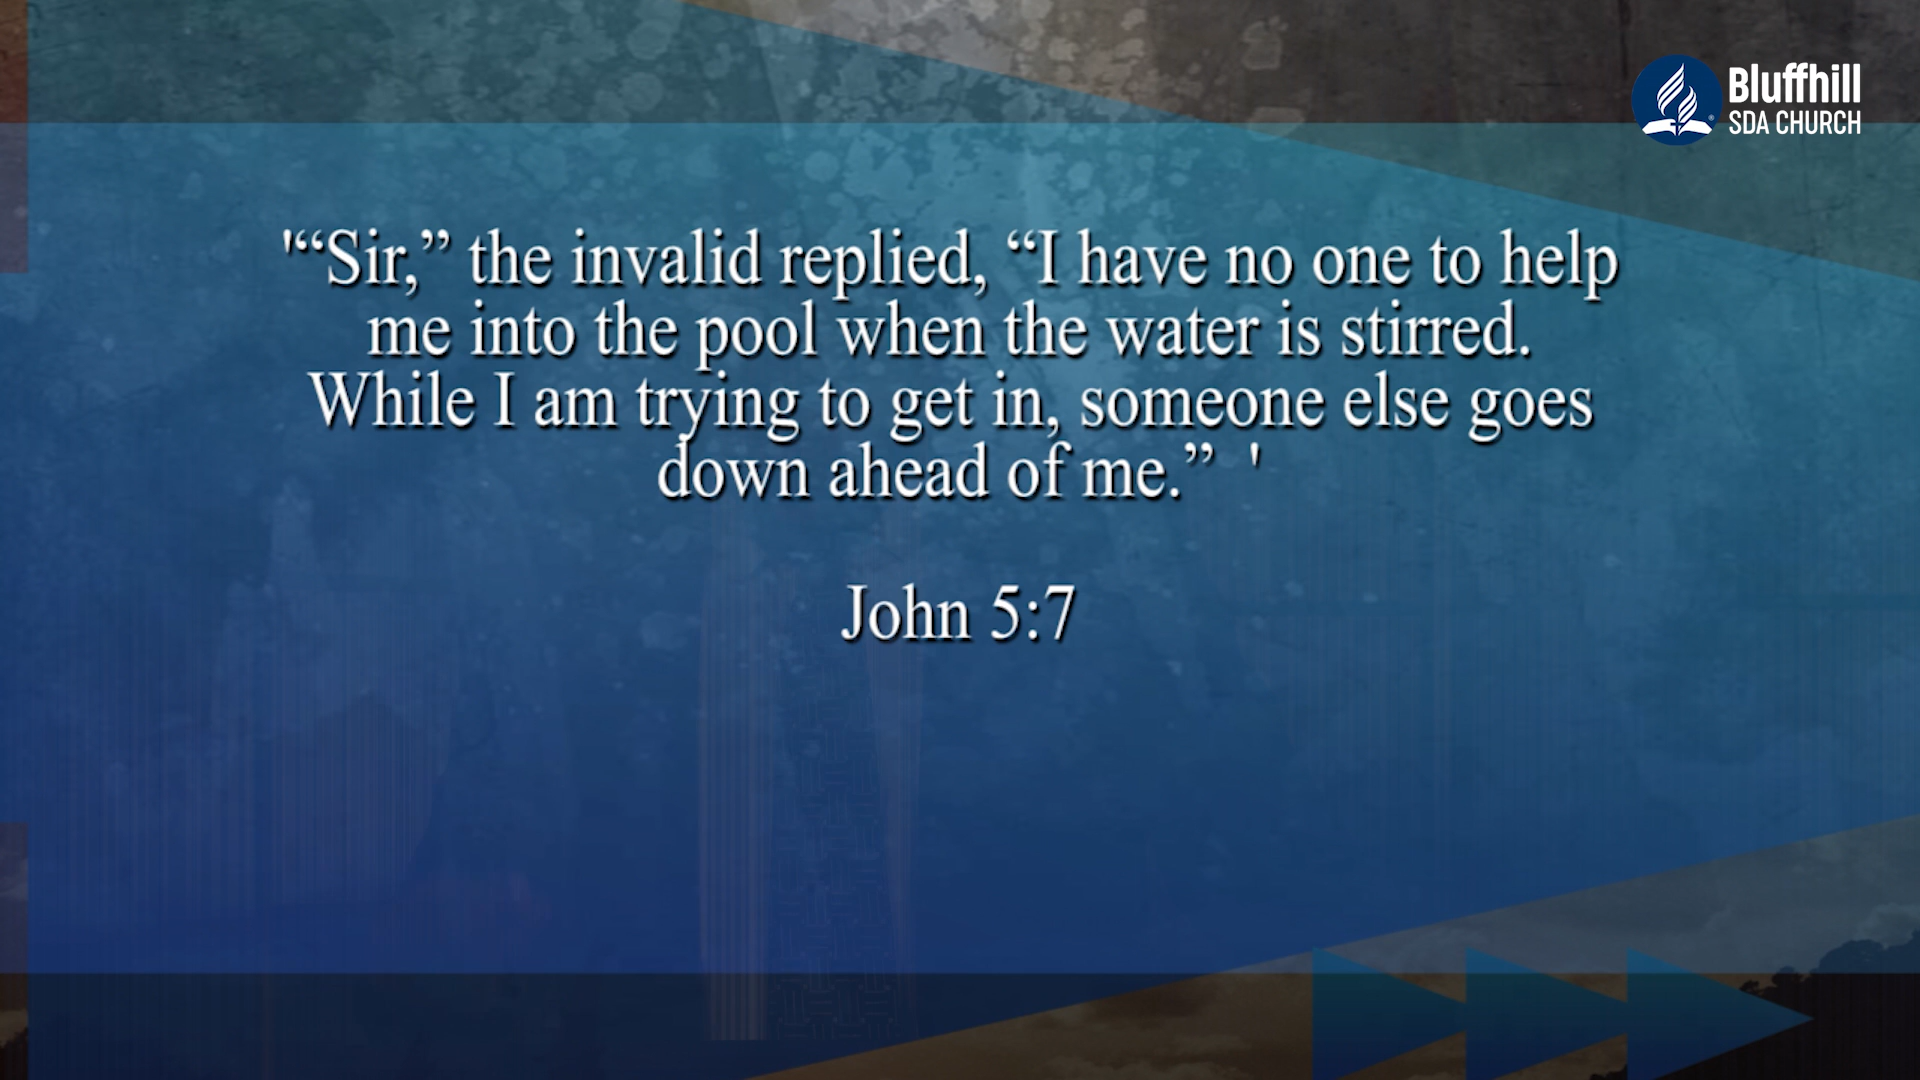 Bluffhill
SDA CHURCH
'“Sir,” the invalid replied, “I have no one to help
me into the pool when the water is stirred.
While I am trying to get in, someone else goes
down ahead of me.”  '
John 5:7